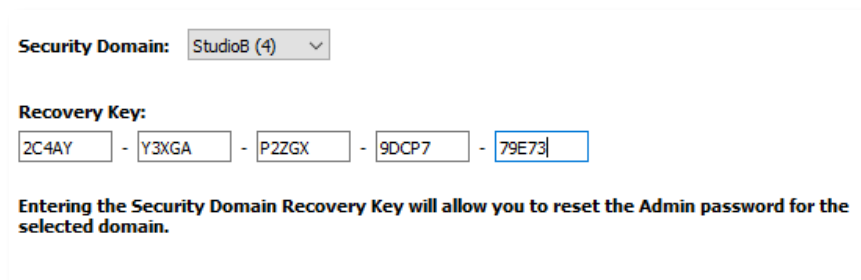 Security Domain: StudioB (4)
Recovery Key:
2C4AY - Y3XGA - P2ZGX - 9DCP7 - 79E73
Entering the Security Domain Recovery Key will allow you to reset the Admin password for the
selected domain.